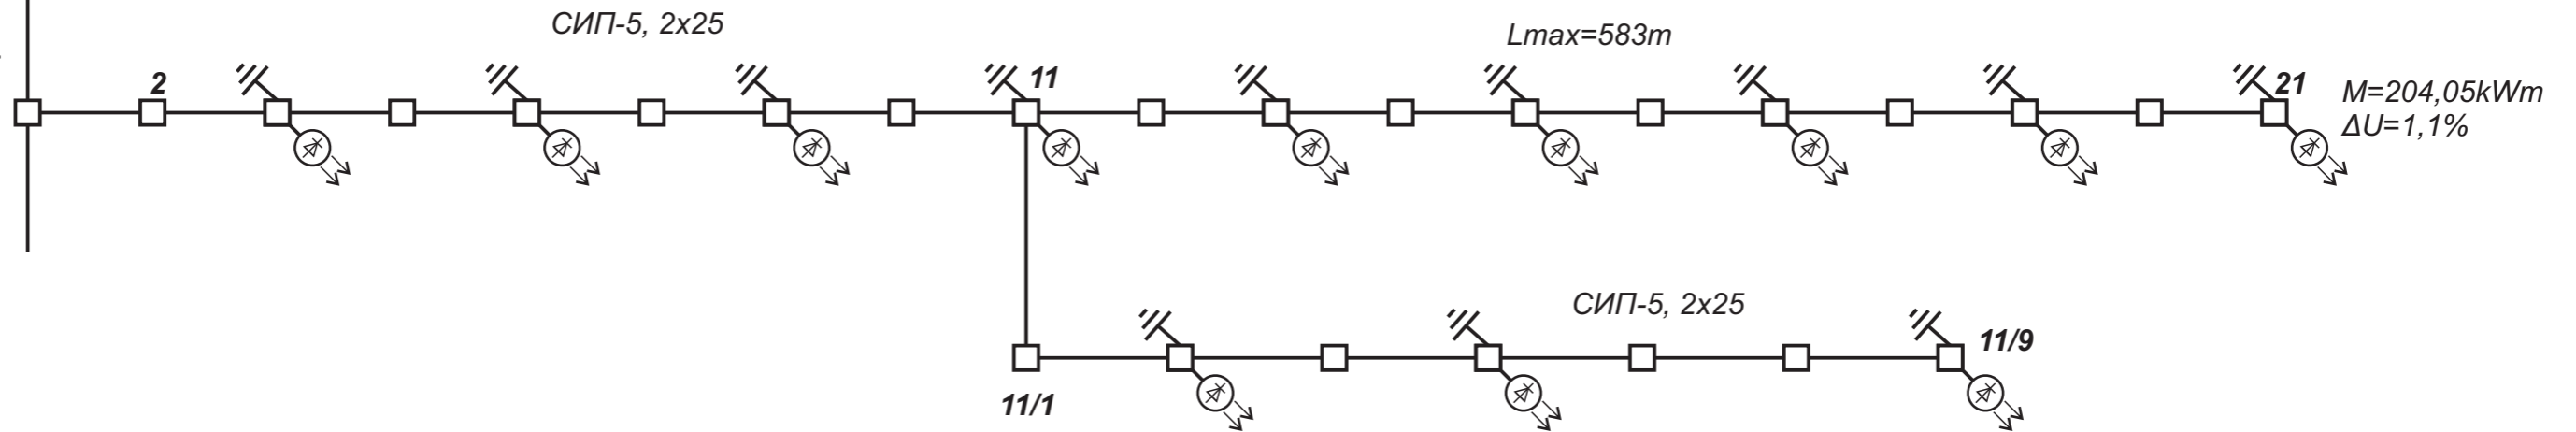 СИП-5, 2х25
Lmax=583m
2
11
21
M=204,05kWm
ΔU=1,1%
СИП-5, 2х25
11/9
11/1